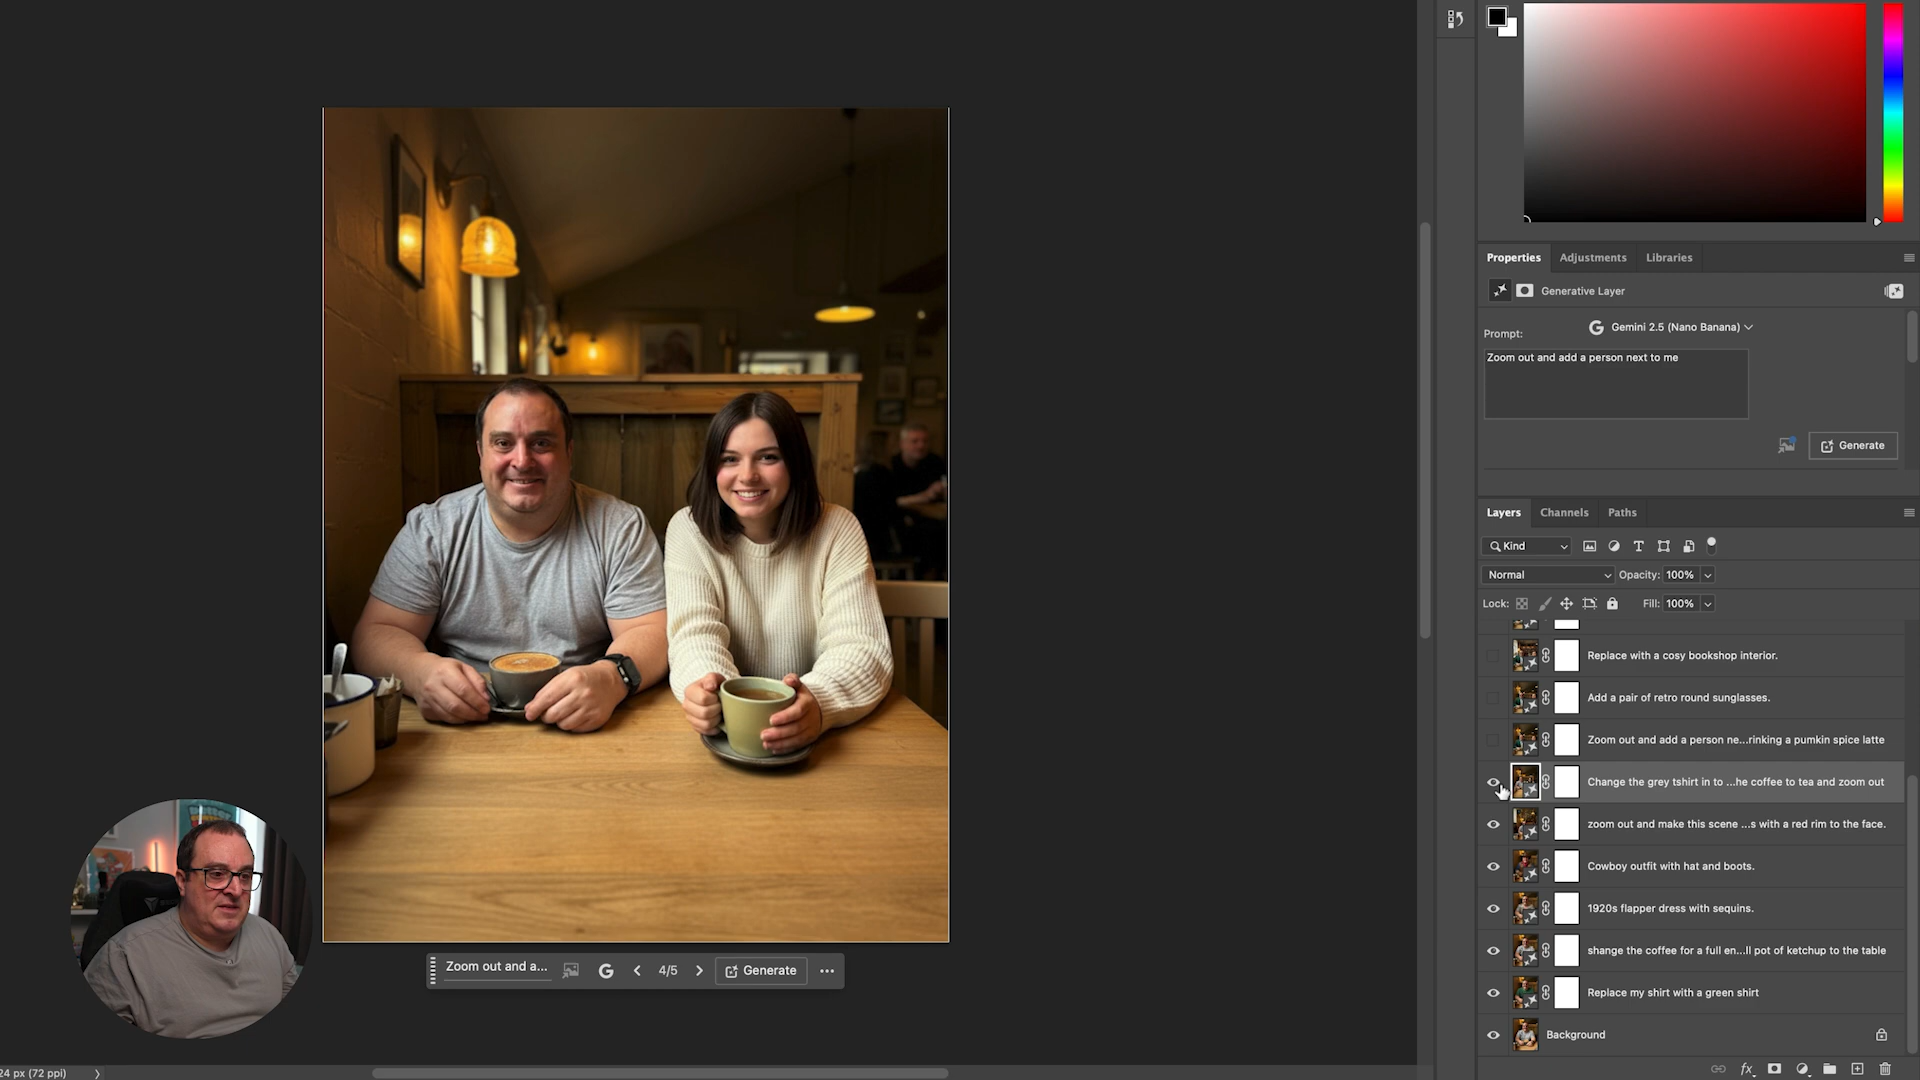 Properties
Adjustments
Libraries
Generative Layer
Prompt:
Gemini 2.5 (Nano Banana)
Zoom out and add a person next to me
Generate
Layers
Channels
Paths
Kind
Normal
Opacity:
100%
Lock:
Fill:
100%
Replace with a cosy bookshop interior.
Add a pair of retro round sunglasses.
Zoom out and add a person ne...rinking a pumkin spice latte
Change the grey tshirt in to ...he coffee to tea and zoom out
zoom out and make this scene ...s with a red rim to the face.
Cowboy outfit with hat and boots.
1920s flapper dress with sequins.
shange the coffee for a full en...ll pot of ketchup to the table
Replace my shirt with a green shirt
Background
fx
Zoom out and a...
G
4/5
Generate
24 px (72 ppi)